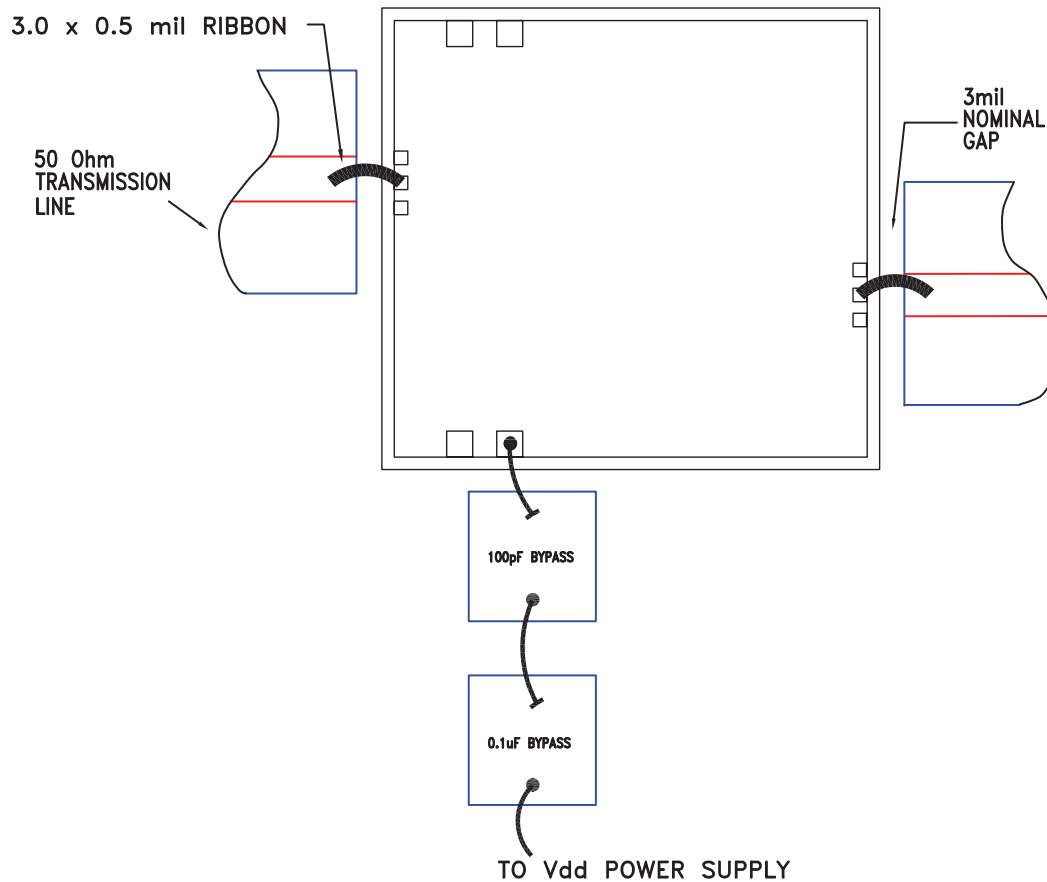 3.0 x 0.5 mil RIBBON
3mil
NOMINAL
GAP
50 Ohm
TRANSMISSION
LINE
100pF BYPASS
0.1uF BYPASS
TO Vdd POWER SUPPLY